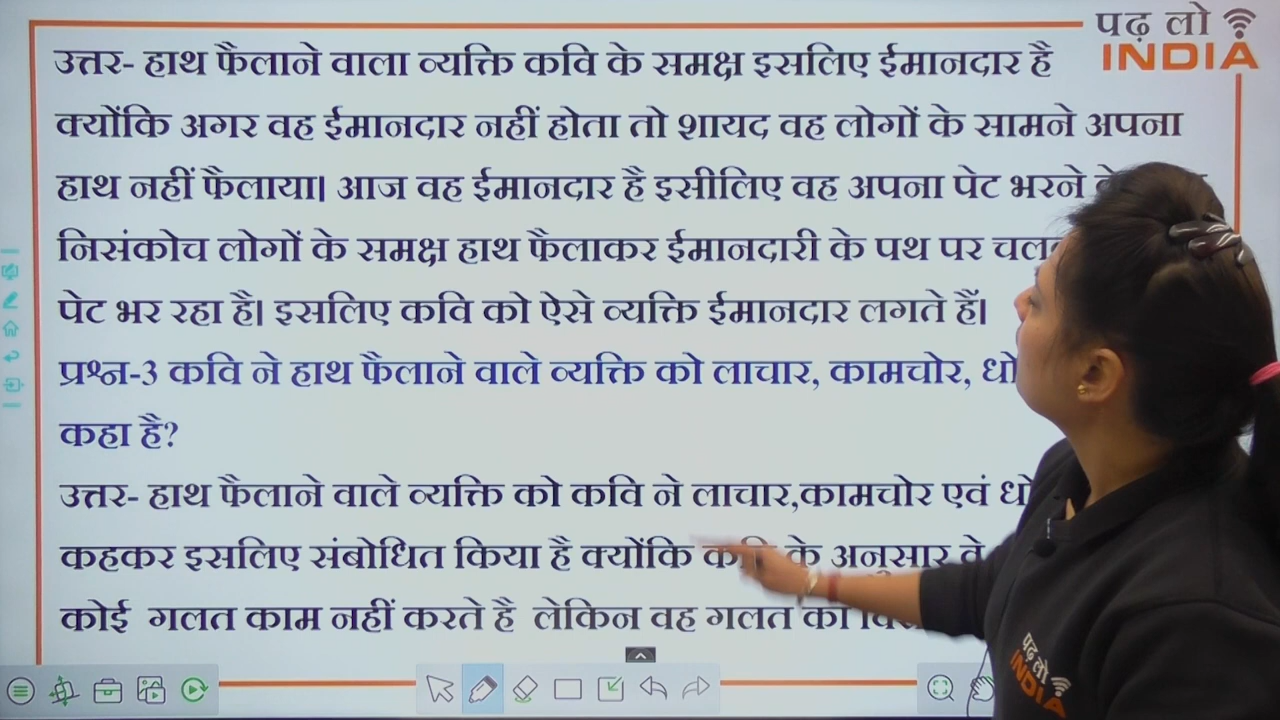 पढ़ लो
INDIA
उत्तर- हाथ फैलाने वाला व्यक्ति कवि के समक्ष इसलिए ईमानदार है
क्योंकि अगर वह ईमानदार नहीं होता तो शायद वह लोगों के सामने अपना
हाथ नहीं फैलाया। आज वह ईमानदार है इसीलिए वह अपना पेट भरने
निसंकोच लोगों के समक्ष हाथ फैलाकर ईमानदारी के पथ पर
पेट भर रहा है। इसलिए कवि को ऐसे व्यक्ति ईमानदार लगते हैं।
प्रश्न-3 कवि ने हाथ फैलाने वाले व्यक्ति को लाचार, कामचोर,
कहा है?
उत्तर- हाथ फैलाने वाले व्यक्ति को कवि ने लाचार,कामचोर एवं
कहकर इसलिए संबोधित किया है क्योंकि के अनुसार
कोई गलत काम नहीं करते है लेकिन वह गलत
पढ़ लो
INDIA